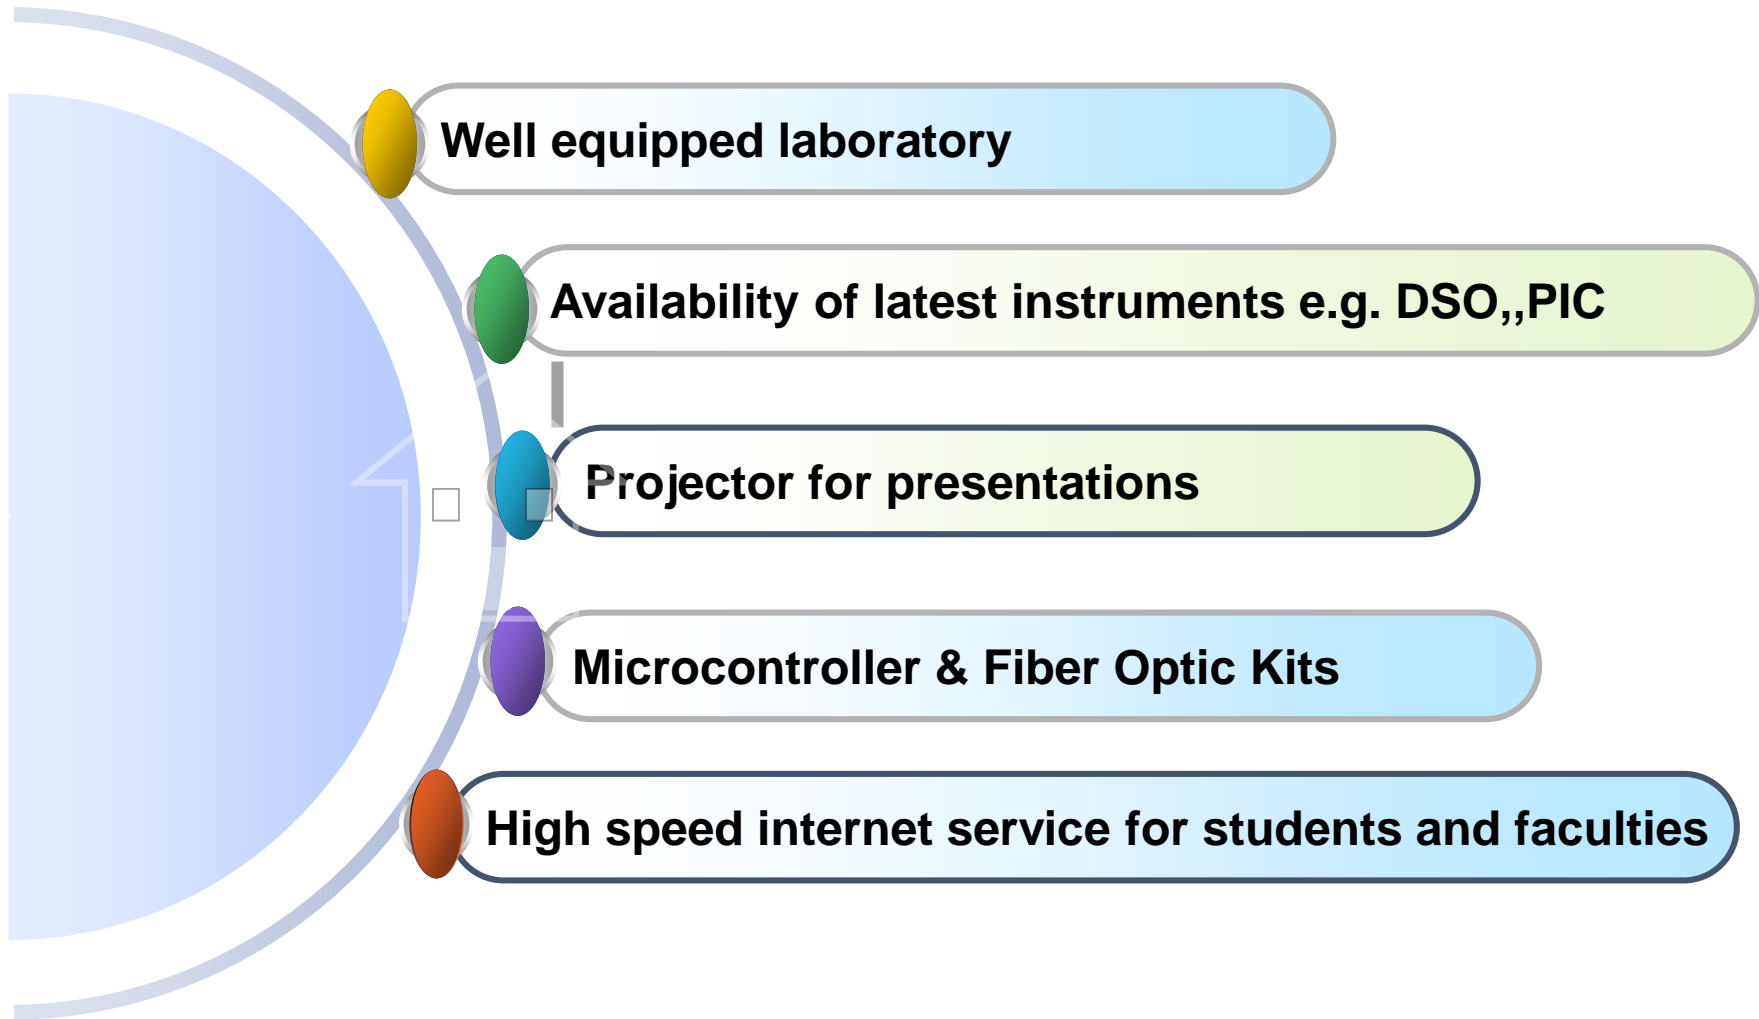 Well equipped laboratory
Availability of latest instruments e.g. DSO,,PIC
Projector for presentations
Microcontroller & Fiber Optic Kits
High speed internet service for students and faculties